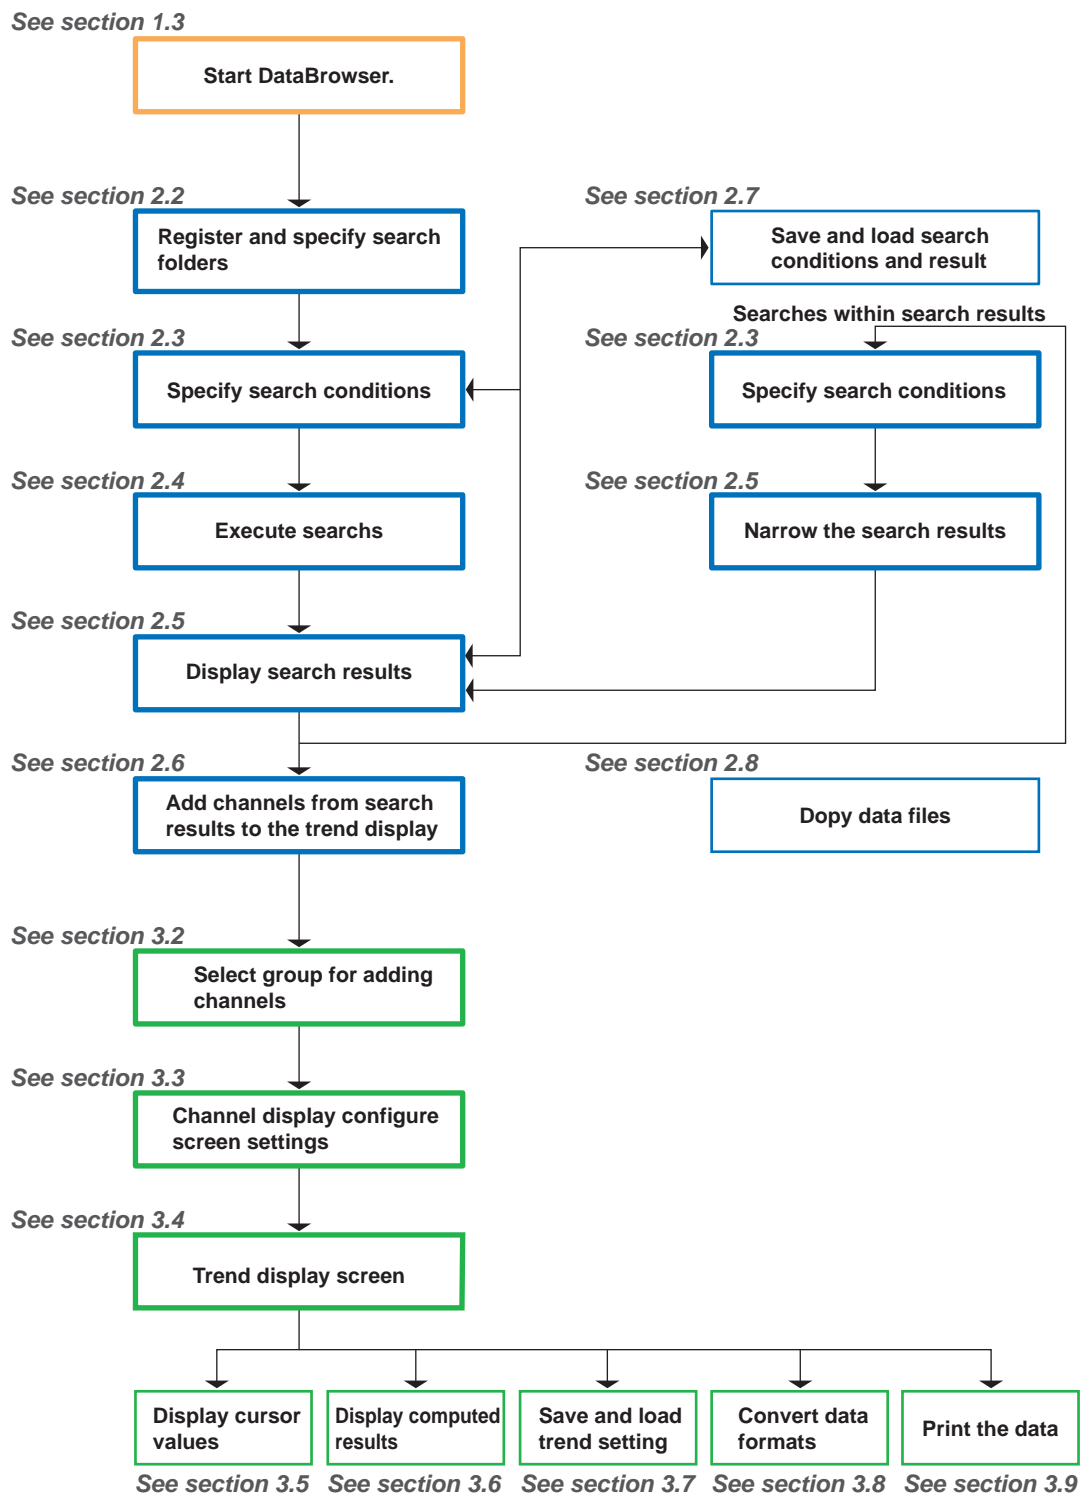 See section 1.3
Start DataBrowser.
See section 2.2
Register and specify search
folders
See section 2.7
Save and load search
conditions and result
Searches within search results
See section 2.3
Specify search conditions
See section 2.3
Specify search conditions
See section 2.4
Execute searchs
See section 2.5
Narrow the search results
See section 2.5
Display search results
See section 2.6
Add channels from search
results to the trend display
See section 2.8
Dopy data files
See section 3.2
Select group for adding
channels
See section 3.3
Channel display configure
screen settings
See section 3.4
Trend display screen
Display cursor
values
See section 3.5
Display computed
results
See section 3.6
Save and load
trend setting
See section 3.7
Convert data
formats
See section 3.8
Print the data
See section 3.9